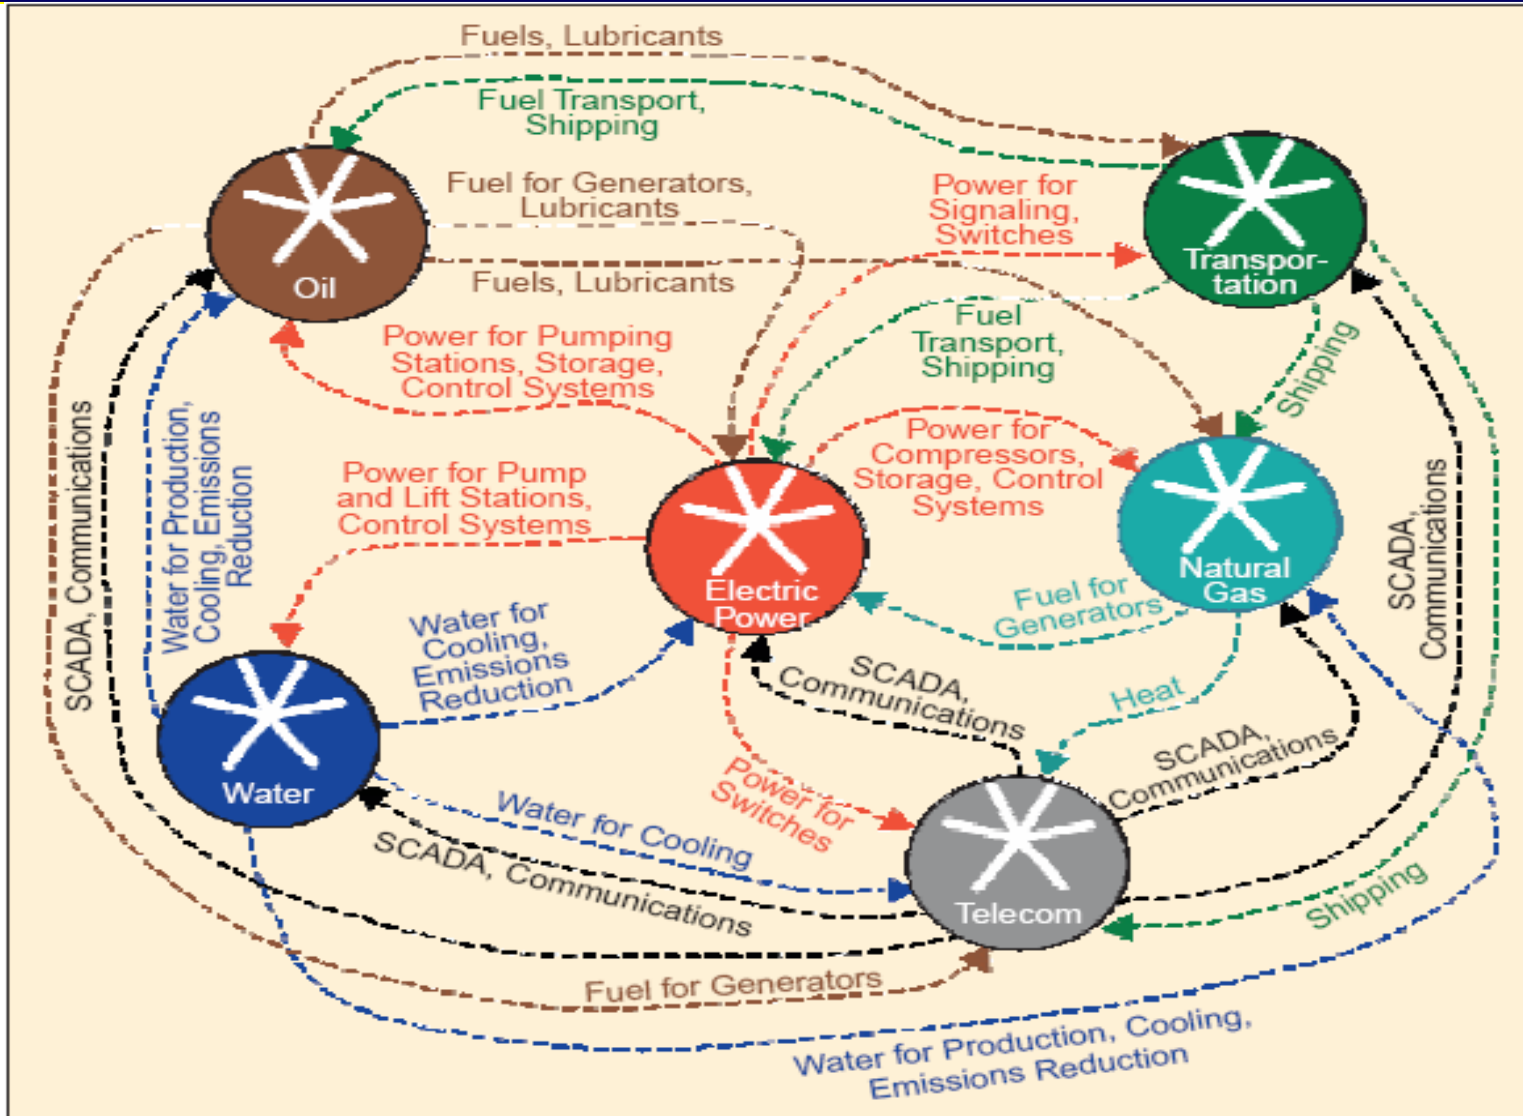 Fuels, Lubricants
Fuel Transport,
Shipping
Fuel for Generators,
Lubricants
Power for
Signaling,
Switches
Transpor-
tation
Oil
Fuels, Lubricants
Fuel
Transport,
Shipping
Shipping
Power for Pumping
Stations, Storage,
Control Systems
Power for
Compressors,
Storage, Control
Systems
Power for Pump
and Lift Stations,
Control Systems
SCADA, Communications
Water for Production,
Cooling, Emissions
Reduction
SCADA,
Communications
Electric
Power
Natural
Gas
Fuel for
Generators
Water for
Cooling,
Emissions
Reduction
SCADA,
Communications
Heat
SCADA,
Communications
Water
Power for
Switches
Water for Cooling
SCADA, Communications
Telecom
Shipping
Fuel for Generators
Water for Production, Cooling,
Emissions Reduction